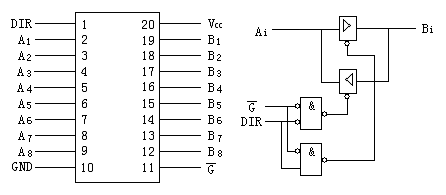 DIR 1 20 Vcc
A1 2 19 B1
A2 3 18 B2
A3 4 17 B3
A4 5 16 B4
A5 6 15 B5
A6 7 14 B6
A7 8 13 B7
A8 9 12 B8
GND 10 11 G̅
Ai ▷ Bi
◁
G̅ &
DIR
&